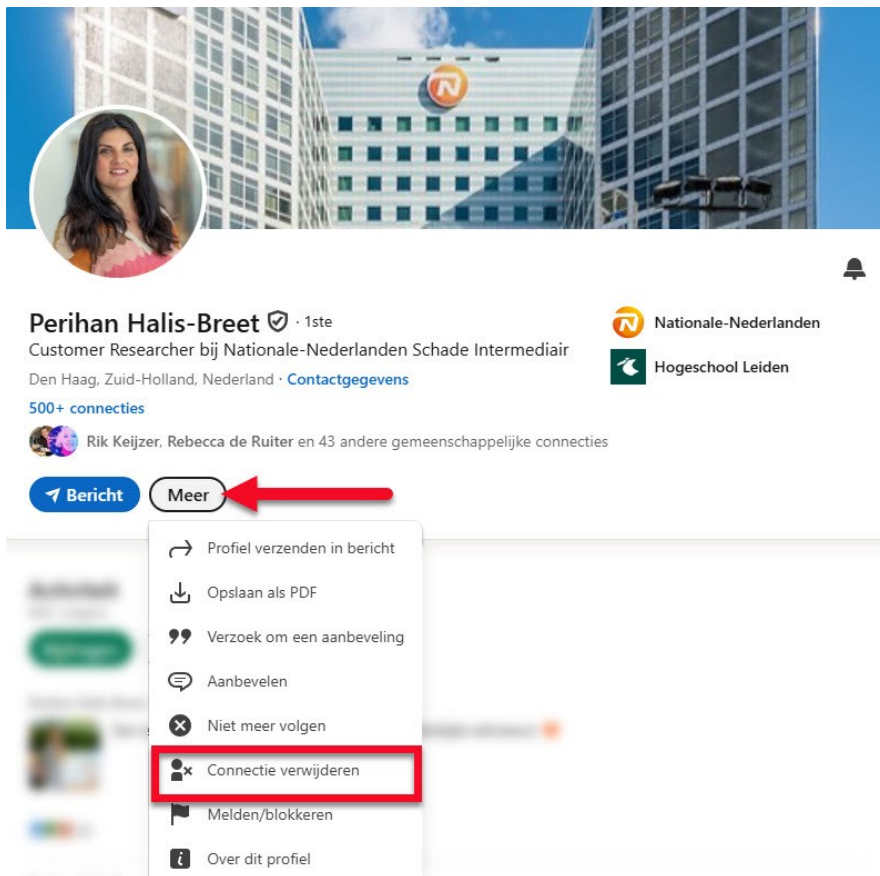 N
Perihan Halis-Breet · 1ste
Customer Researcher bij Nationale-Nederlanden Schade Intermediair
Den Haag, Zuid-Holland, Nederland · Contactgegevens
500+ connecties
Rik Keijzer, Rebecca de Ruiter en 43 andere gemeenschappelijke connecties
N Nationale-Nederlanden
Hogeschool Leiden
Bericht Meer
Profiel verzenden in bericht
Opslaan als PDF
Verzoek om een aanbeveling
Aanbevelen
Niet meer volgen
Connectie verwijderen
Melden/blokkeren
Over dit profiel